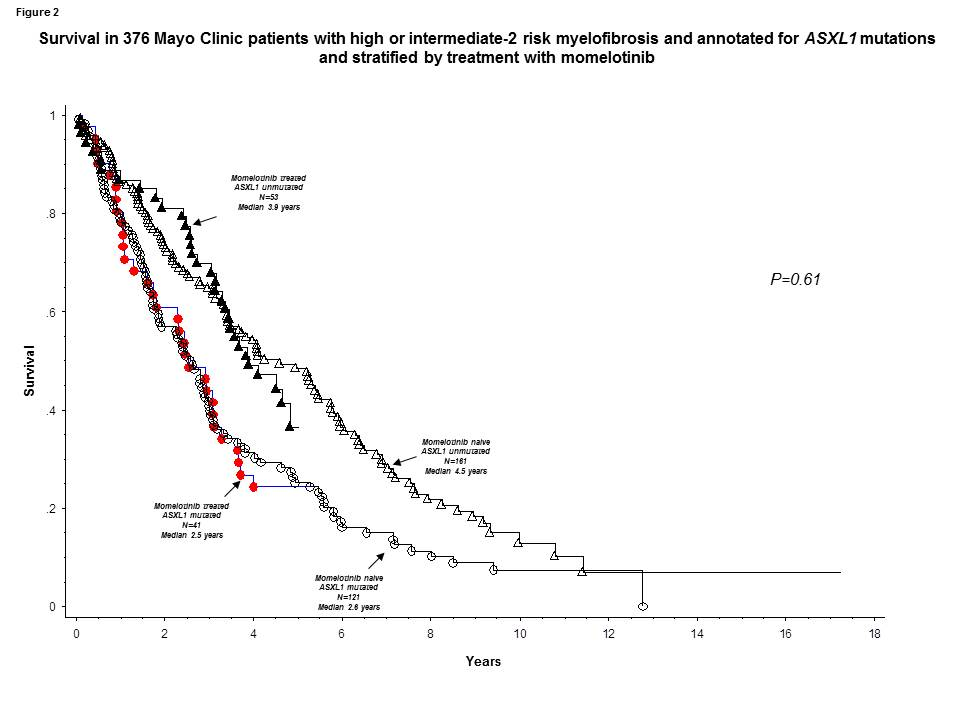 Figure 2
Survival in 376 Mayo Clinic patients with high or intermediate-2 risk myelofibrosis and annotated for ASXL1 mutations
and stratified by treatment with momelotinib
1
.8
.6
.4
.2
0
Survival
Momelotinib treated
ASXL1 unmutated
N=53
Median 3.9 years
P=0.61
Momelotinib naive
ASXL1 unmutated
N=161
Median 4.5 years
Momelotinib treated
ASXL1 mutated
N=41
Median 2.5 years
Momelotinib naive
ASXL1 mutated
N=121
Median 2.6 years
0 2 4 6 8 10 12 14 16 18
Years